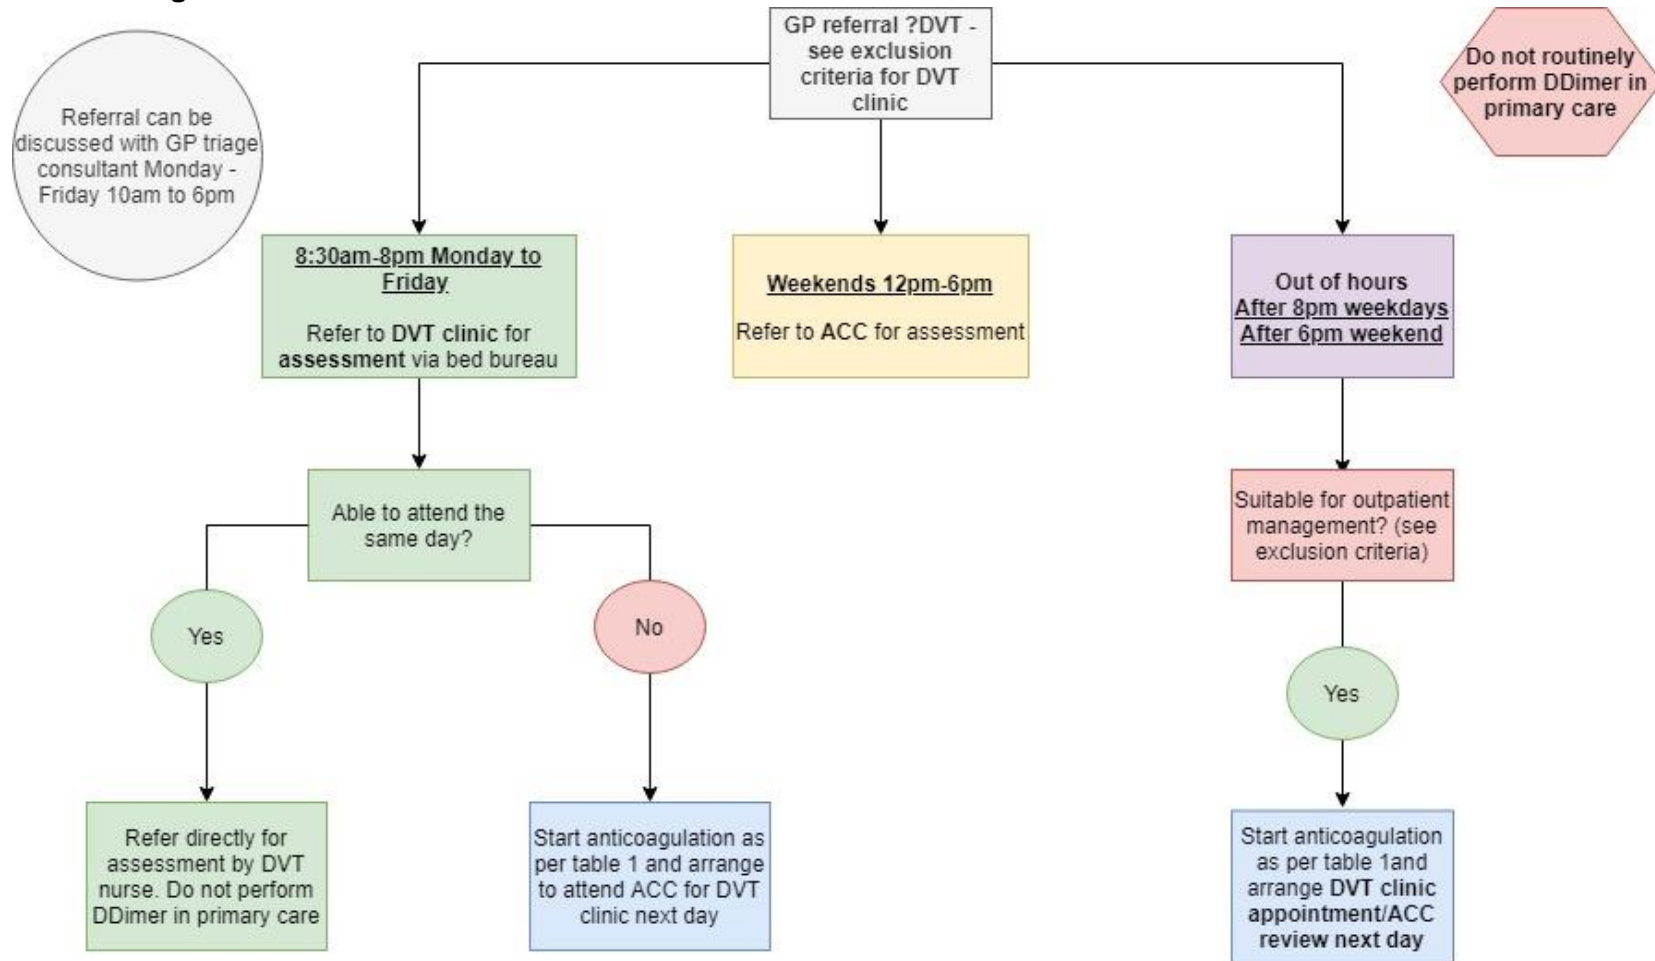 GP referral ?DVT -
see exclusion
criteria for DVT
clinic
Do not routinely
perform DDimer in
primary care
Referral can be
discussed with GP triage
consultant Monday -
Friday 10am to 6pm
8:30am-8pm Monday to
Friday
Refer to DVT clinic for
assessment via bed bureau
Weekends 12pm-6pm
Refer to ACC for assessment
Out of hours
After 8pm weekdays
After 6pm weekend
Able to attend the
same day?
Suitable for outpatient
management? (see
exclusion criteria)
Yes
No
Yes
Refer directly for
assessment by DVT
nurse. Do not perform
DDimer in primary care
Start anticoagulation as
per table 1 and arrange
to attend ACC for DVT
clinic next day
Start anticoagulation
as per table 1and
arrange DVT clinic
appointment/ACC
review next day